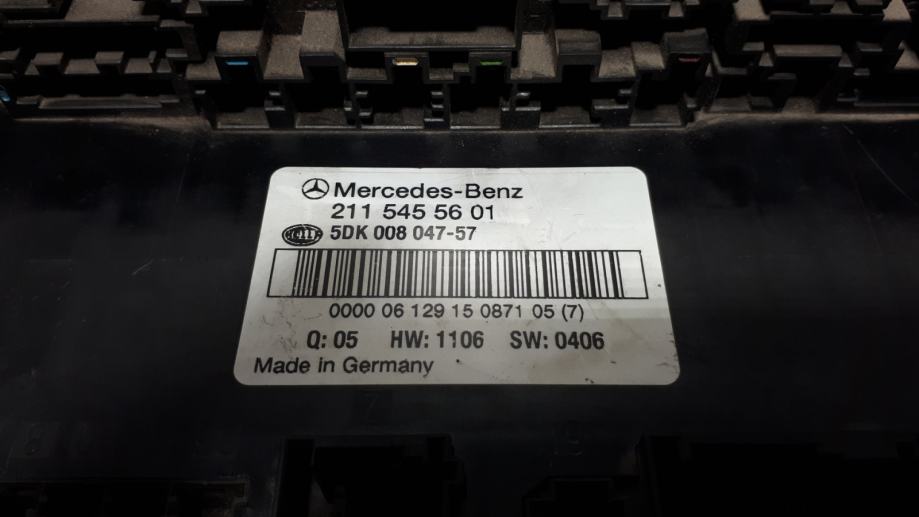 Mercedes-Benz
211 545 56 01
5DK 008 047-57
0000 06 129 15 0871 05 (7)
Q: 05 HW: 1106 SW: 0406
Made in Germany